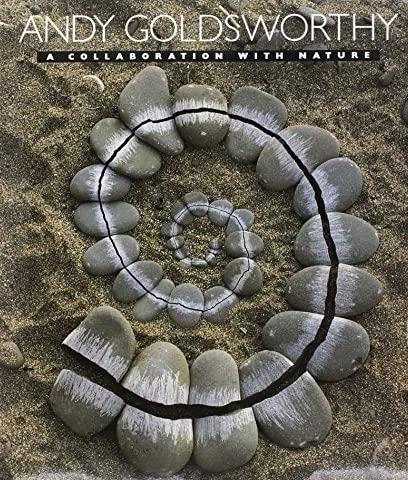 ANDY GOLDSWORTHY
A COLLABORATION WITH NATURE